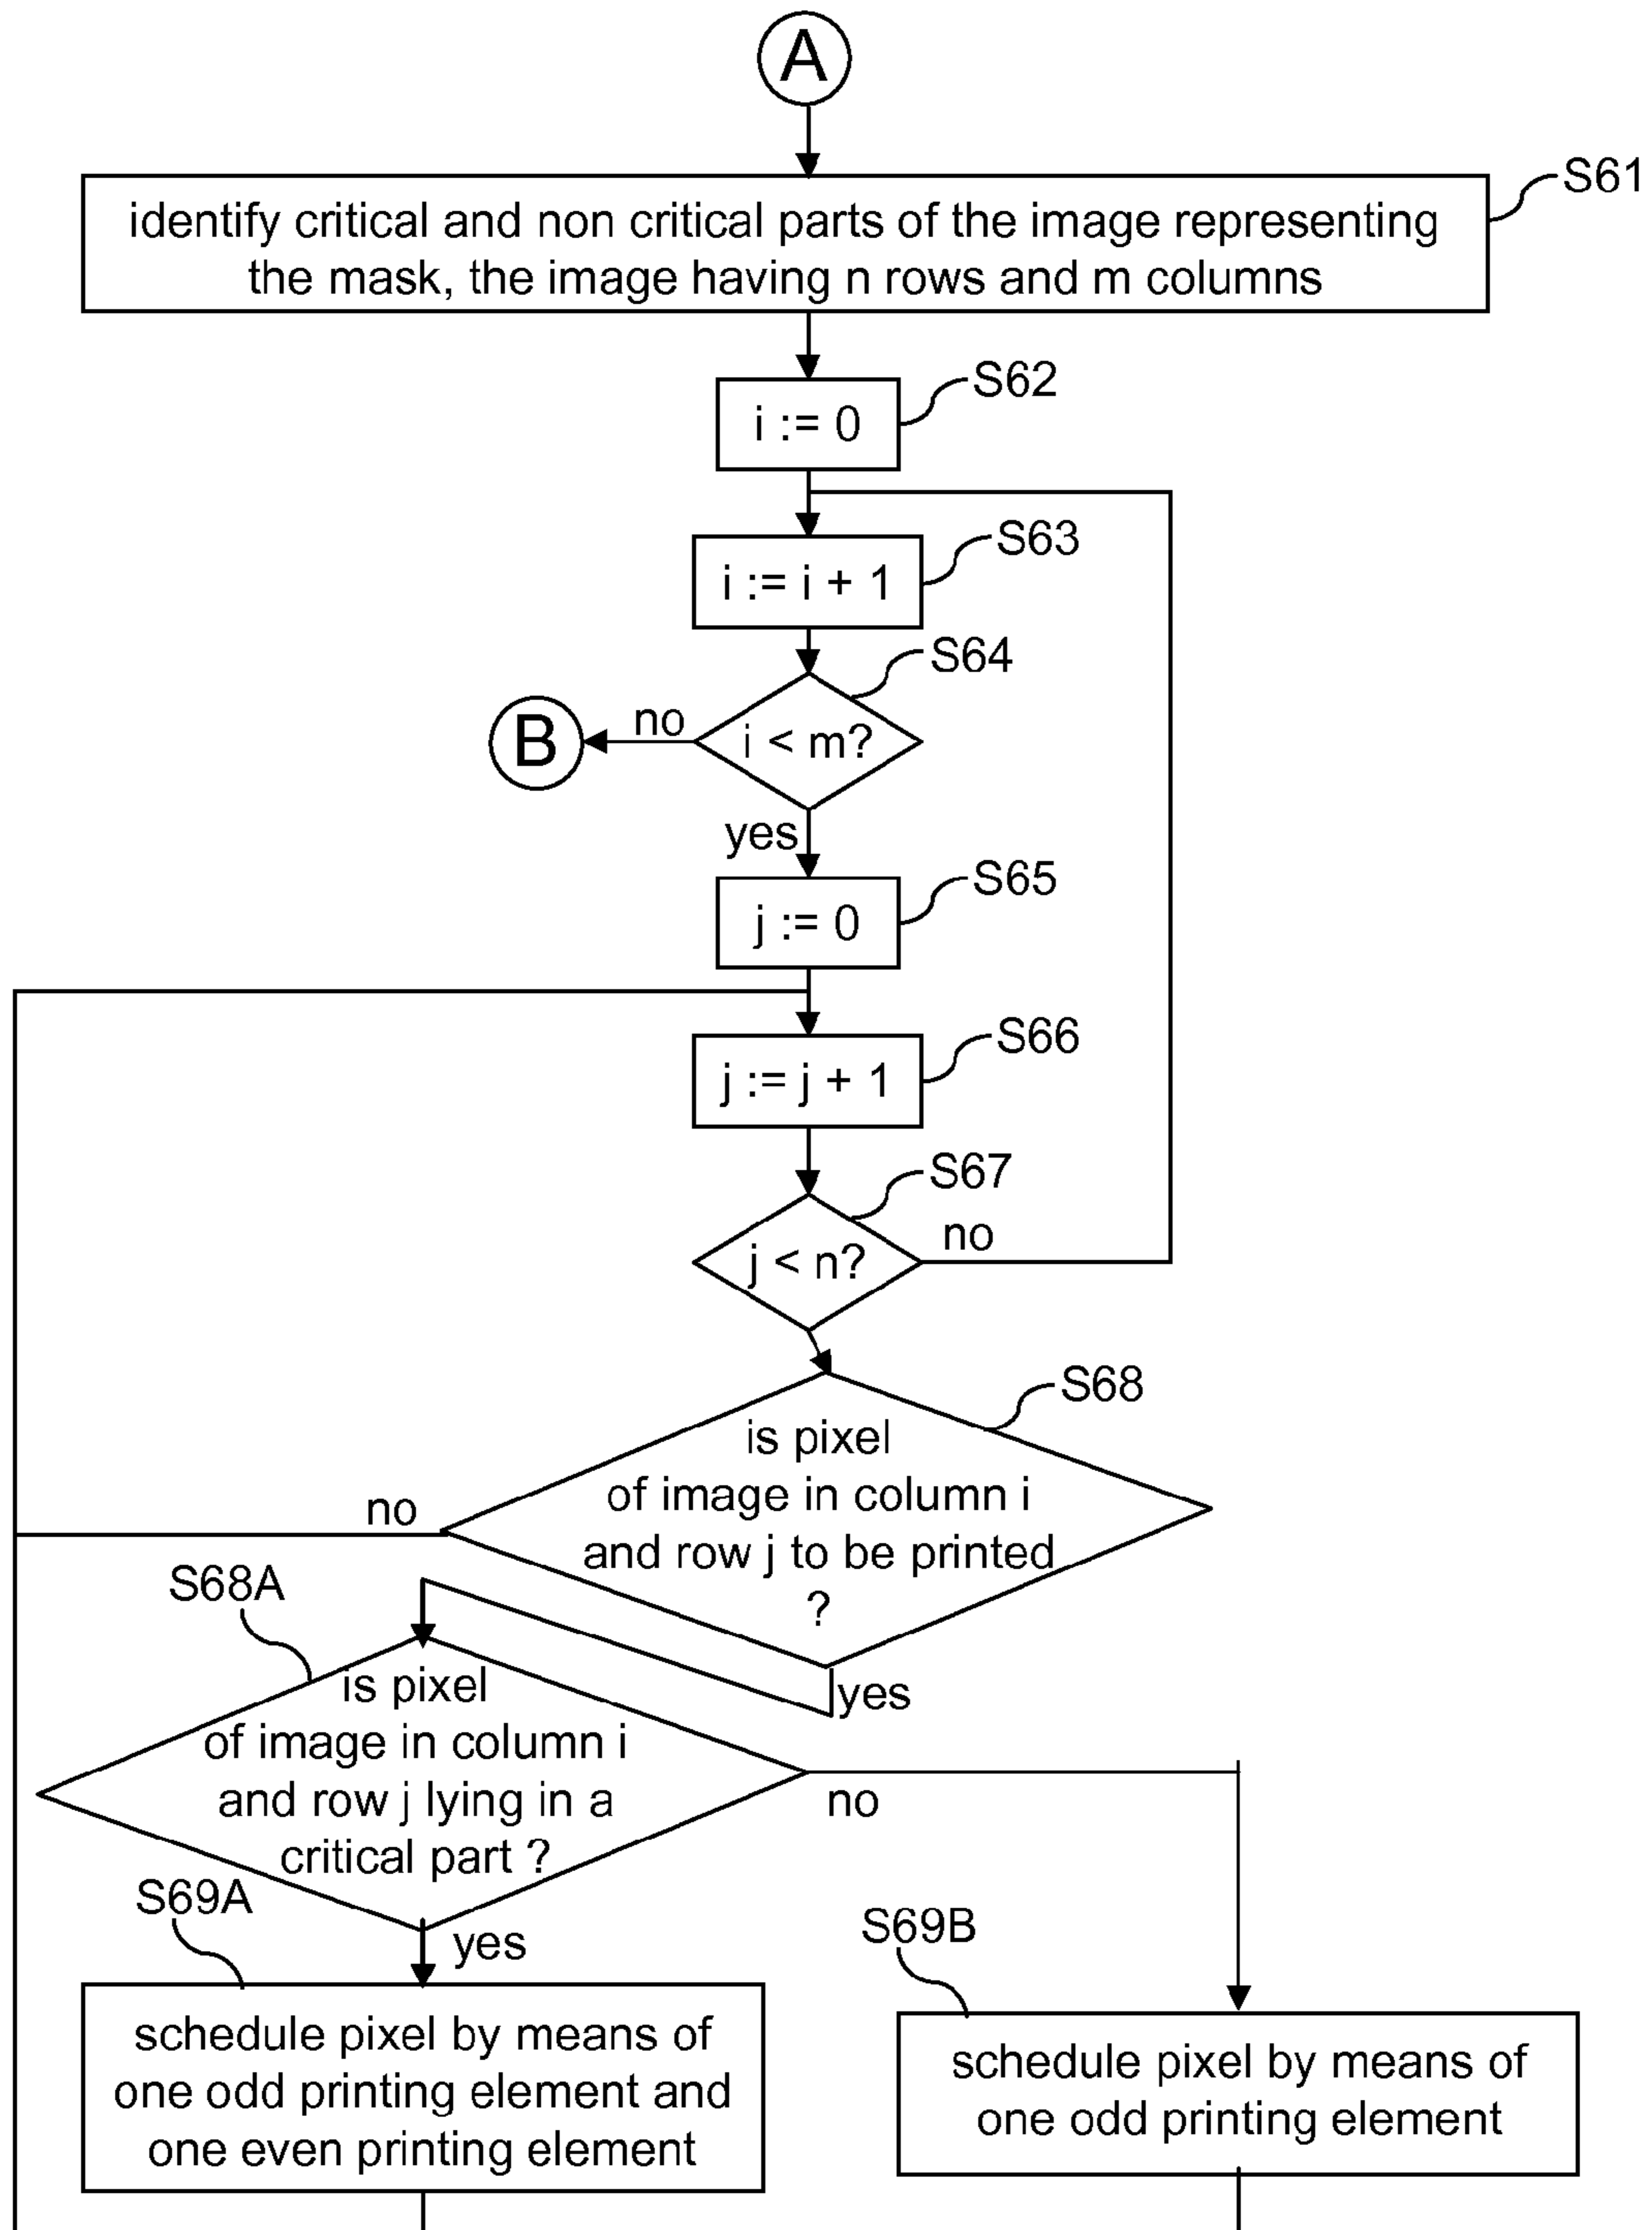 A
S61
identify critical and non critical parts of the image representing
the mask, the image having n rows and m columns
S62
i := 0
S63
i := i + 1
S64
B
no
i < m?
yes
S65
j := 0
S66
j := j + 1
S67
j < n?
no
S68
is pixel
of image in column i
and row j to be printed
?
no
yes
S68A
is pixel
of image in column i
and row j lying in a
critical part ?
no
yes
S69A
schedule pixel by means of
one odd printing element and
one even printing element
S69B
schedule pixel by means of
one odd printing element